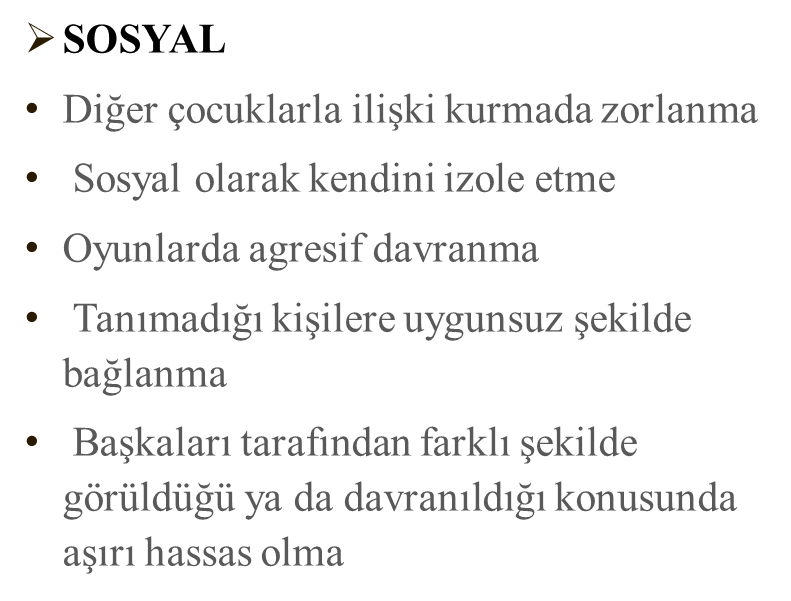 ➢ SOSYAL
• Diğer çocuklarla ilişki kurmada zorlanma
• Sosyal olarak kendini izole etme
• Oyunlarda agresif davranma
• Tanımadığı kişilere uygunsuz şekilde
bağlanma
• Başkaları tarafından farklı şekilde
görüldüğü ya da davranıldığı konusunda
aşırı hassas olma